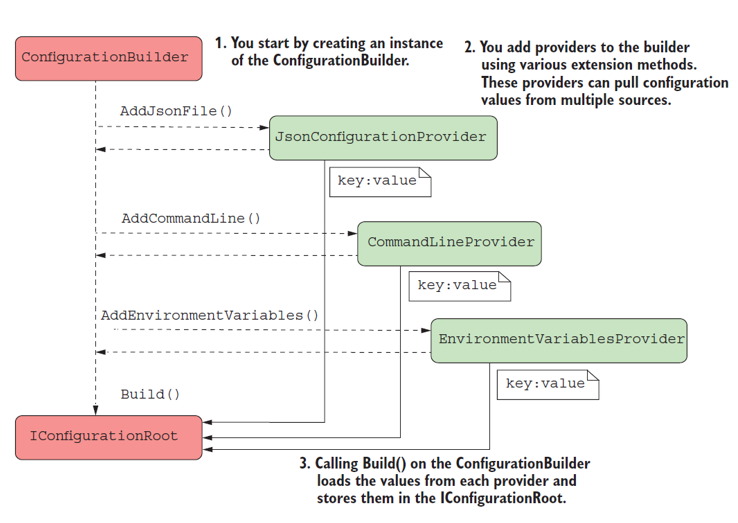 1. You start by creating an instance
of the ConfigurationBuilder.
2. You add providers to the builder
using various extension methods.
These providers can pull configuration
values from multiple sources.
ConfigurationBuilder
AddJsonFile()
JsonConfigurationProvider
key:value
AddCommandLine()
CommandLineProvider
key:value
AddEnvironmentVariables()
EnvironmentVariablesProvider
key:value
Build()
IConfigurationRoot
3. Calling Build() on the ConfigurationBuilder
loads the values from each provider and
stores them in the IConfigurationRoot.